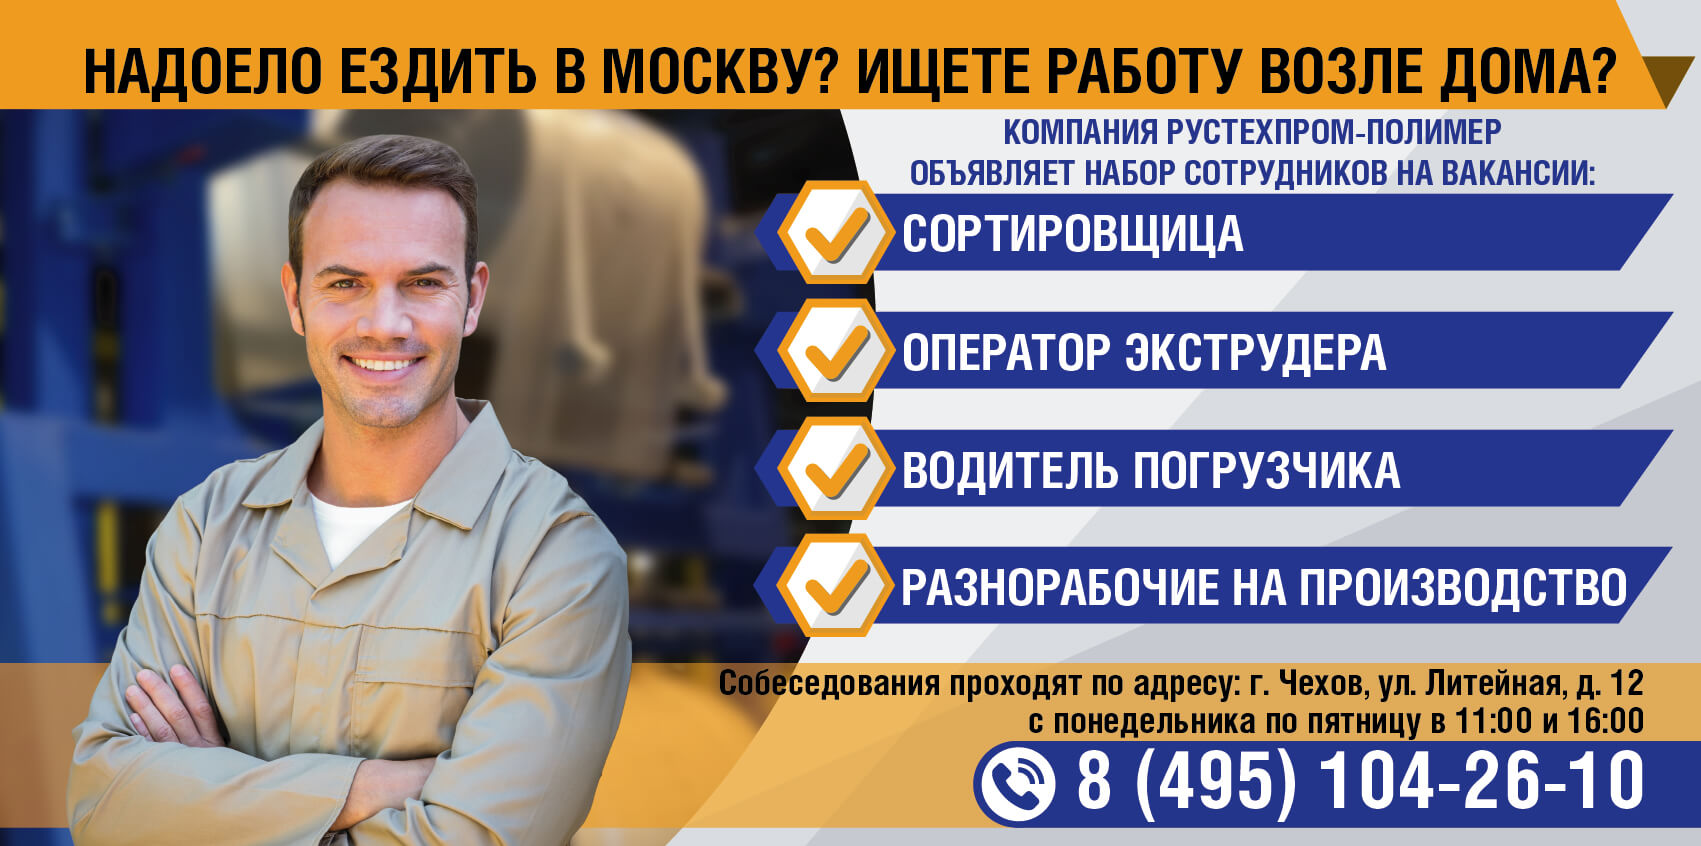 НАДОЕЛО ЕЗДИТЬ В МОСКВУ? ИЩЕТЕ РАБОТУ ВОЗЛЕ ДОМА?
КОМПАНИЯ РУСТЕХПРОМ-ПОЛИМЕР
ОБЪЯВЛЯЕТ НАБОР СОТРУДНИКОВ НА ВАКАНСИИ:
СОРТИРОВЩИЦА
ОПЕРАТОР ЭКСТРУДЕРА
ВОДИТЕЛЬ ПОГРУЗЧИКА
РАЗНОРАБОЧИЕ НА ПРОИЗВОДСТВО
Собеседования проходят по адресу: г. Чехов, ул. Литейная, д. 12
с понедельника по пятницу в 11:00 и 16:00
8 (495) 104-26-10